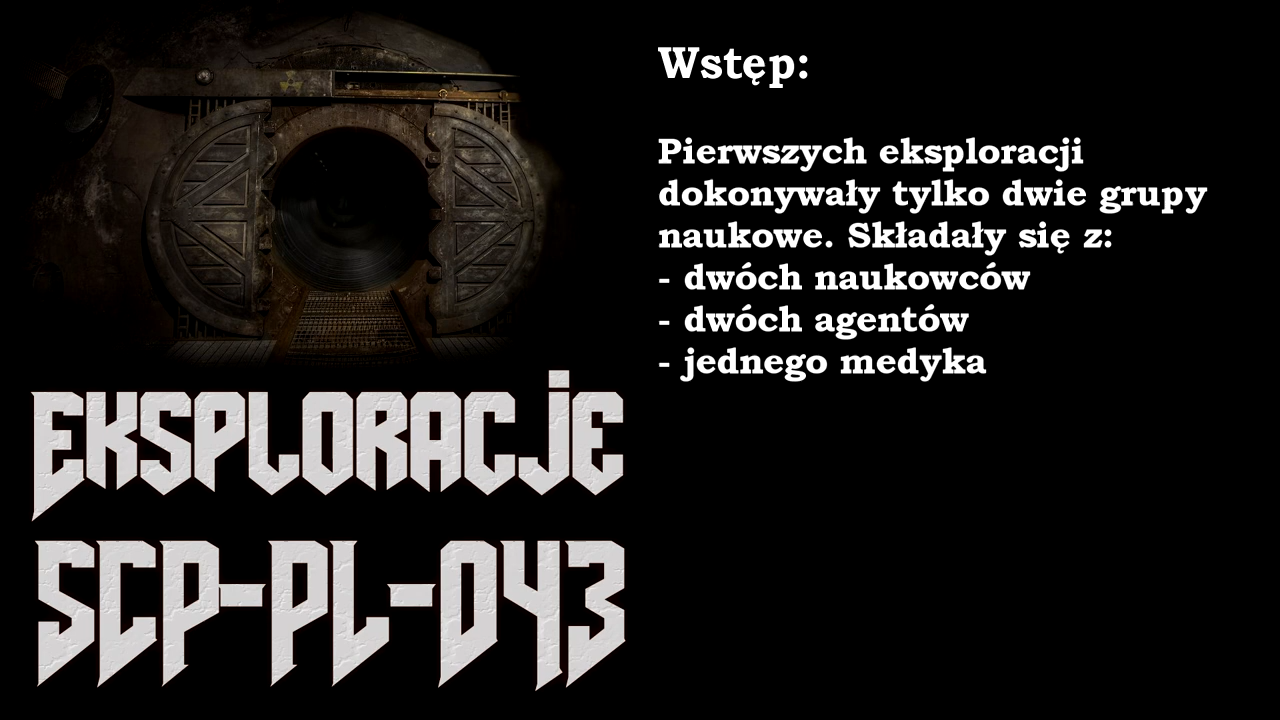 Wstęp:
Pierwszych eksploracji
dokonywały tylko dwie grupy
naukowe. Składały się z:
- dwóch naukowców
- dwóch agentów
- jednego medyka
EKSPLORACJE
SCP-PL-043